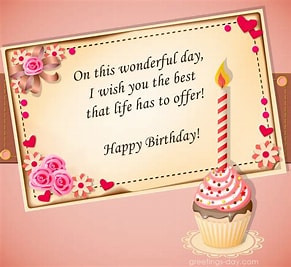 On this wonderful day,
I wish you the best
that life has to offer!
Happy Birthday!
greetings-day.com